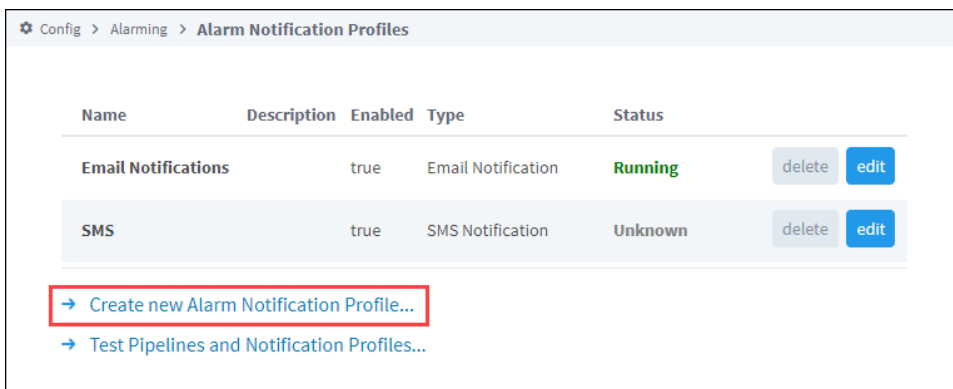 Config > Alarming > Alarm Notification Profiles
Name Description Enabled Type Status
Email Notifications true Email Notification Running delete edit
SMS true SMS Notification Unknown delete edit
→ Create new Alarm Notification Profile...
→ Test Pipelines and Notification Profiles...